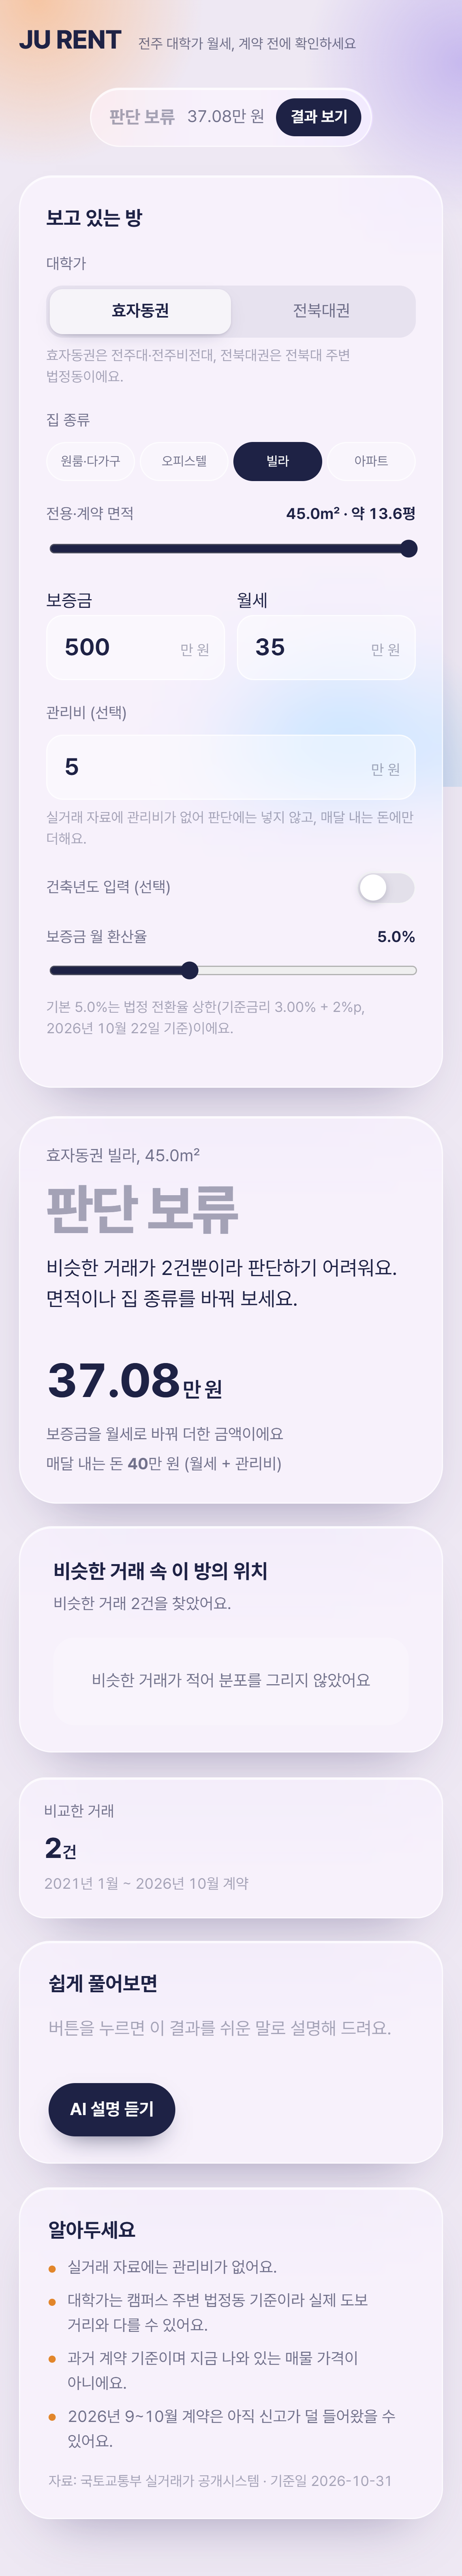 JU RENT 전주 대학가 월세, 계약 전에 확인하세요
판단 보류 37.08만 원 결과 보기
보고 있는 방
대학가
효자동권 전북대권
효자동권은 전주대·전주비전대, 전북대권은 전북대 주변
법정동이에요.
집 종류
원룸·다가구 오피스텔 빌라 아파트
전용·계약 면적 45.0m² · 약 13.6평
보증금 월세
500 만 원 35 만 원
관리비 (선택)
5 만 원
실거래 자료에 관리비가 없어 판단에는 넣지 않고, 매달 내는 돈에만
더해요.
건축년도 입력 (선택)
보증금 월 환산율 5.0%
기본 5.0%는 법정 전환율 상한(기준금리 3.00% + 2%p,
2026년 10월 22일 기준)이에요.
효자동권 빌라, 45.0m²
판단 보류
비슷한 거래가 2건뿐이라 판단하기 어려워요.
면적이나 집 종류를 바꿔 보세요.
37.08만 원
보증금을 월세로 바꿔 더한 금액이에요
매달 내는 돈 40만 원 (월세 + 관리비)
비슷한 거래 속 이 방의 위치
비슷한 거래 2건을 찾았어요.
비슷한 거래가 적어 분포를 그리지 않았어요
비교한 거래
2건
2021년 1월 ~ 2026년 10월 계약
쉽게 풀어보면
버튼을 누르면 이 결과를 쉬운 말로 설명해 드려요.
AI 설명 듣기
알아두세요
실거래 자료에는 관리비가 없어요.
대학가는 캠퍼스 주변 법정동 기준이라 실제 도보
거리와 다를 수 있어요.
과거 계약 기준이며 지금 나와 있는 매물 가격이
아니에요.
2026년 9~10월 계약은 아직 신고가 덜 들어왔을 수
있어요.
자료: 국토교통부 실거래가 공개시스템 · 기준일 2026-10-31